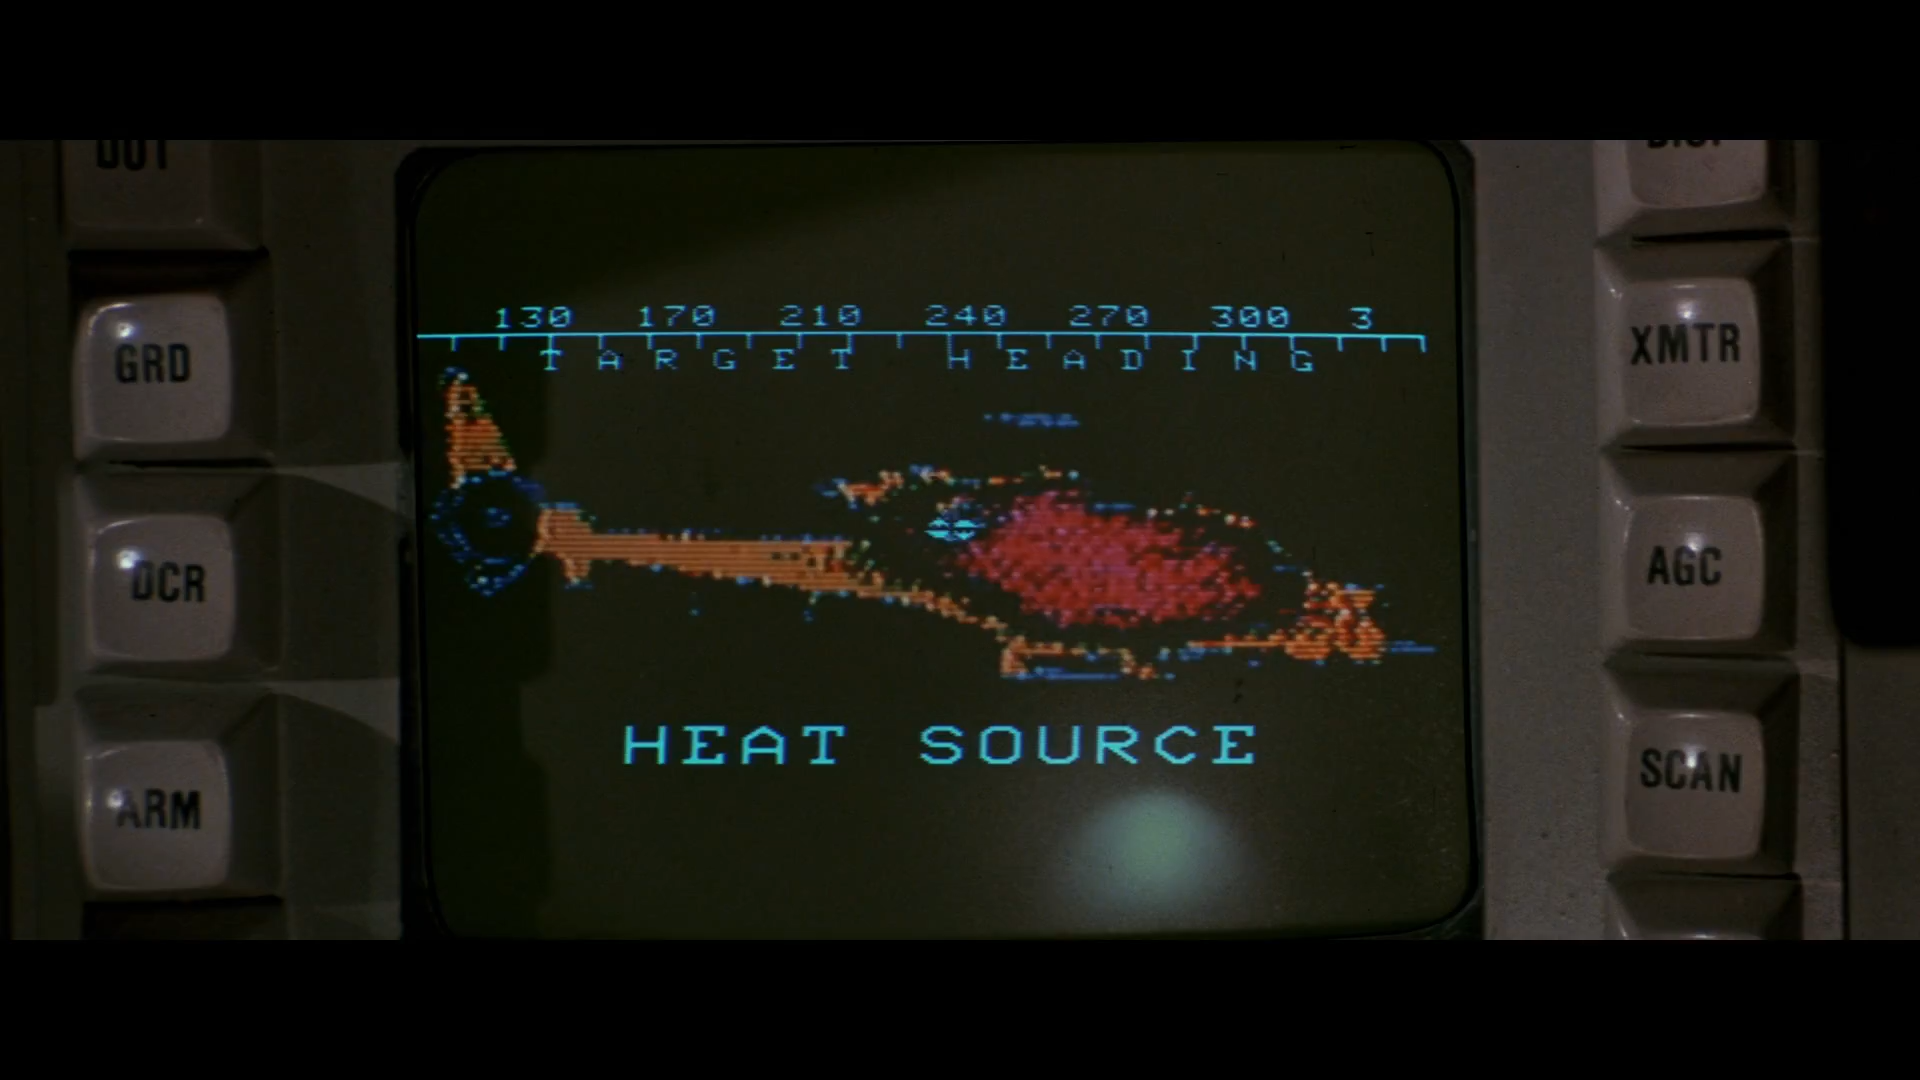 GRD
DCR
ARM
130 170 210 240 270 300 3
TARGET HEADING
HEAT SOURCE
XMTR
AGC
SCAN